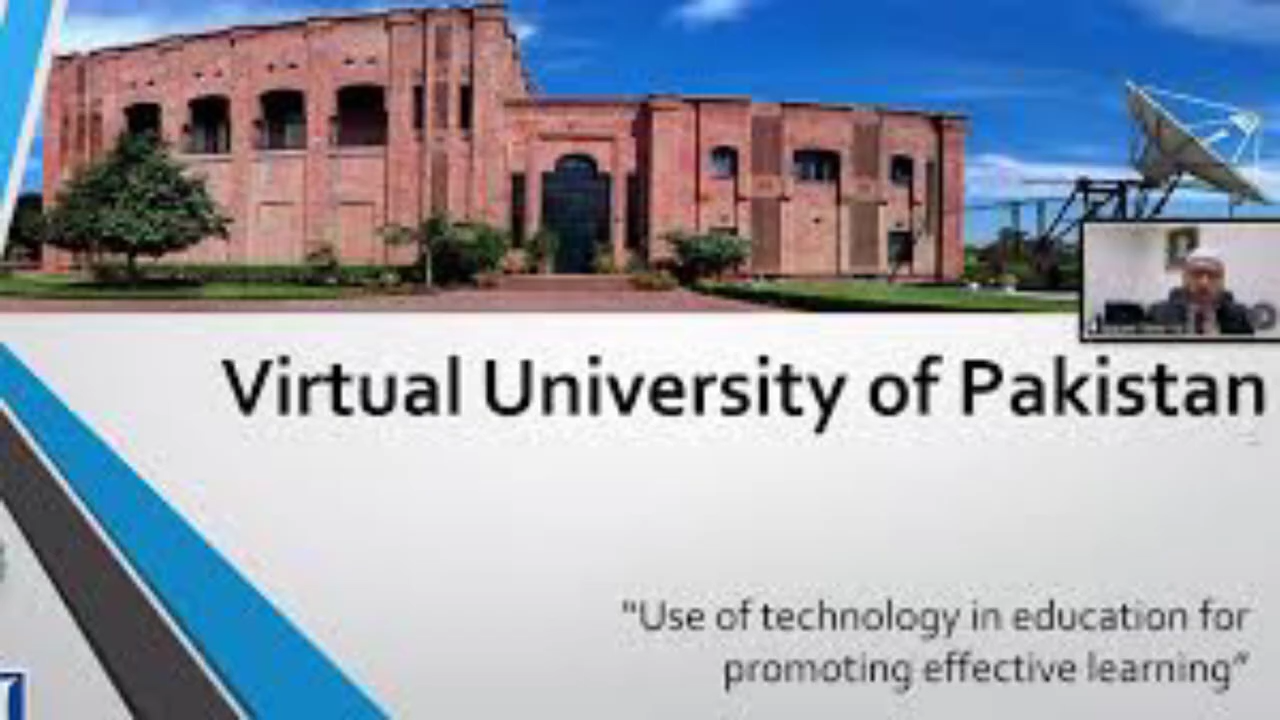 Virtual University of Pakistan
"Use of technology in education for
promoting effective learning"